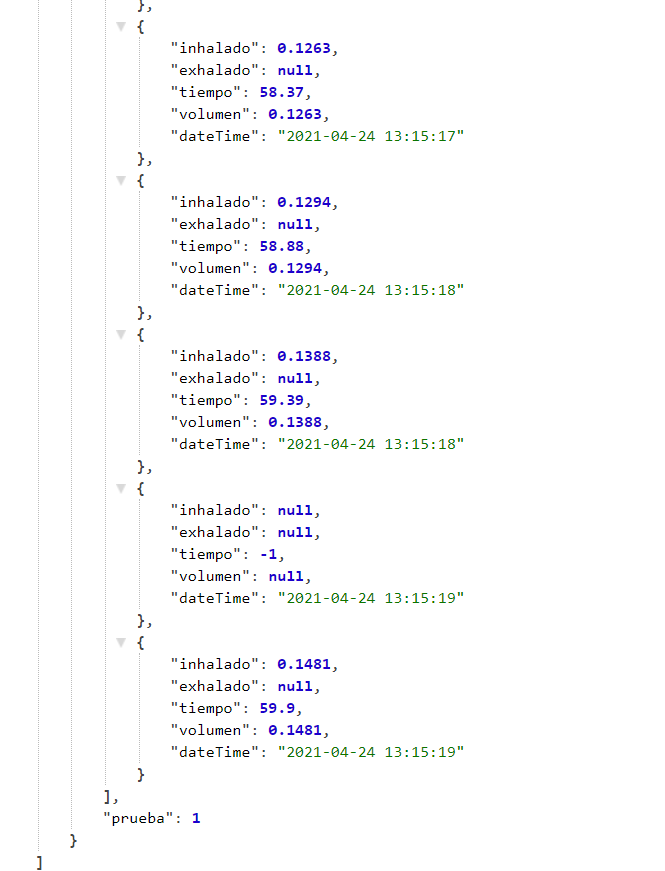 },
{
"inhalado": 0.1263,
"exhalado": null,
"tiempo": 58.37,
"volumen": 0.1263,
"dateTime": "2021-04-24 13:15:17"
},
{
"inhalado": 0.1294,
"exhalado": null,
"tiempo": 58.88,
"volumen": 0.1294,
"dateTime": "2021-04-24 13:15:18"
},
{
"inhalado": 0.1388,
"exhalado": null,
"tiempo": 59.39,
"volumen": 0.1388,
"dateTime": "2021-04-24 13:15:18"
},
{
"inhalado": null,
"exhalado": null,
"tiempo": -1,
"volumen": null,
"dateTime": "2021-04-24 13:15:19"
},
{
"inhalado": 0.1481,
"exhalado": null,
"tiempo": 59.9,
"volumen": 0.1481,
"dateTime": "2021-04-24 13:15:19"
}
],
"prueba": 1
}
]